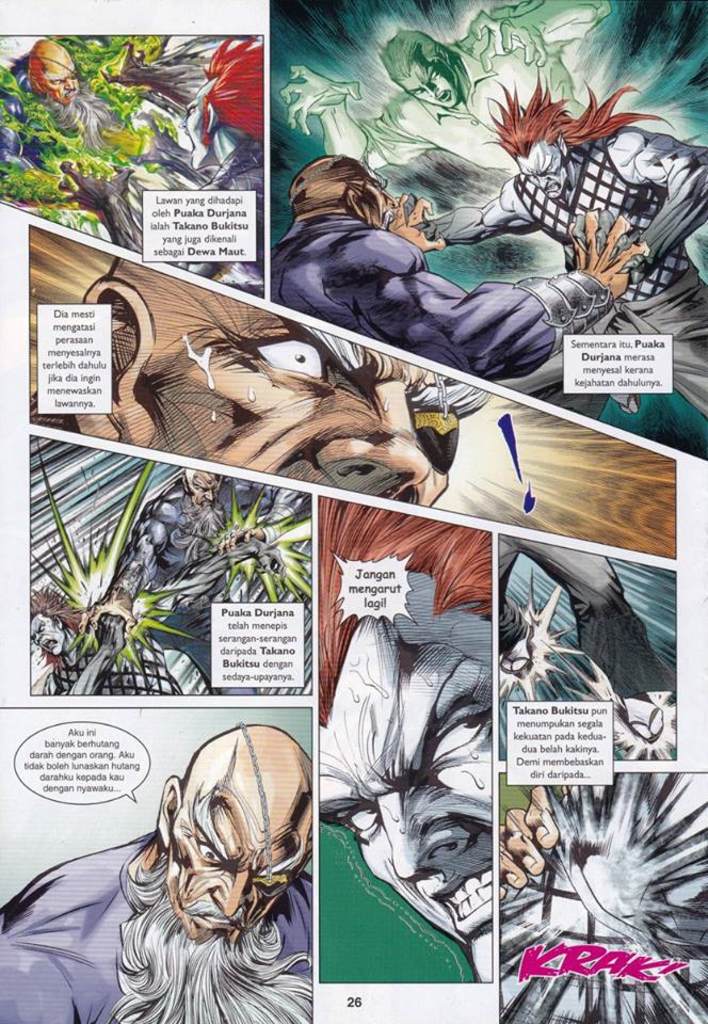 Lawan yang dihadapi
oleh Puaka Durjana
ialah Takano Bukitsu
yang juga dikenali
sebagai Dewa Maut.
Sementara itu, Puaka
Durjana merasa
menyesal kerana
kejahatan dahulunya.
Dia mesti
mengatasi
perasaan
menyesalnya
terlebih dahulu
jika dia ingin
menewaskan
lawannya.
!
Puaka Durjana
telah menepis
serangan-serangan
daripada Takano
Bukitsu dengan
sedaya-upayanya.
Jangan
mengarut
lagi!
Takano Bukitsu pun
menumpukan segala
kekuatan pada kedua-
dua belah kakinya.
Demi membebaskan
diri daripada...
Aku ini
banyak berhutang
darah dengan orang. Aku
tidak boleh lunaskan hutang
darahku kepada kau
dengan nyawaku...
KRAK
26